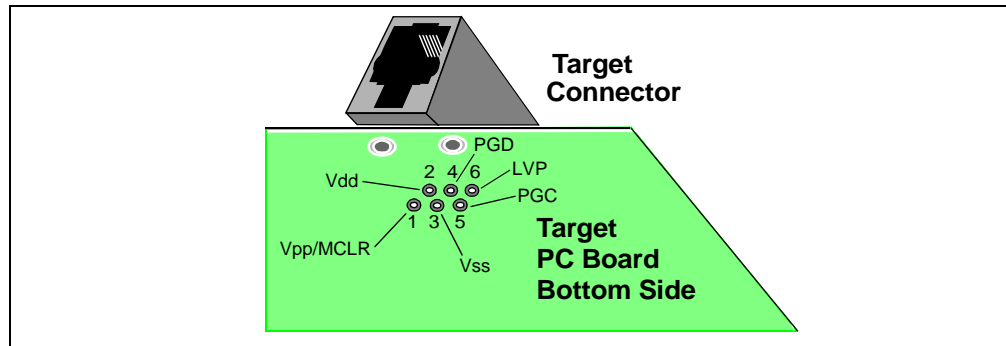 Target
Connector
PGD
2 4 6
LVP
Vdd
PGC
1 3 5
Vpp/MCLR
Vss
Target
PC Board
Bottom Side